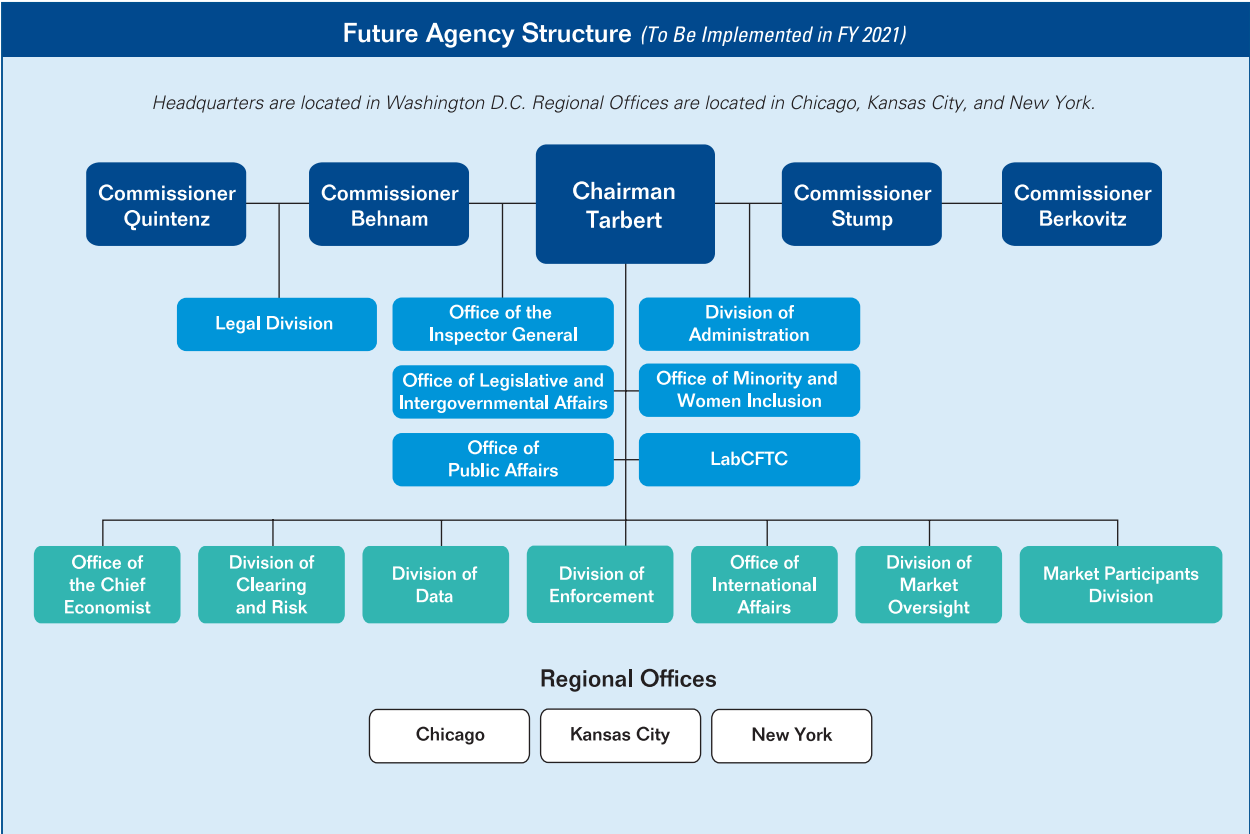 Future Agency Structure (To Be Implemented in FY 2021)
Headquarters are located in Washington D.C. Regional Offices are located in Chicago, Kansas City, and New York.
Commissioner
Quintenz
Commissioner
Behnam
Chairman
Tarbert
Commissioner
Stump
Commissioner
Berkovitz
Legal Division
Office of the
Inspector General
Division of
Administration
Office of Legislative and
Intergovernmental Affairs
Office of Minority and
Women Inclusion
Office of
Public Affairs
LabCFTC
Office of
the Chief
Economist
Division of
Clearing
and Risk
Division of
Data
Division of
Enforcement
Office of
International
Affairs
Division of
Market
Oversight
Market Participants
Division
Regional Offices
Chicago
Kansas City
New York